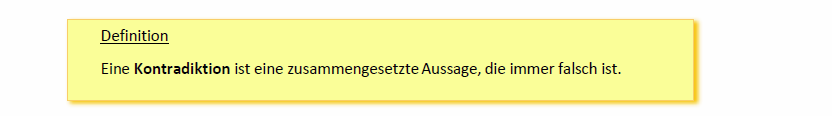 Definition
Eine Kontradiktion ist eine zusammengesetzte Aussage, die immer falsch ist.